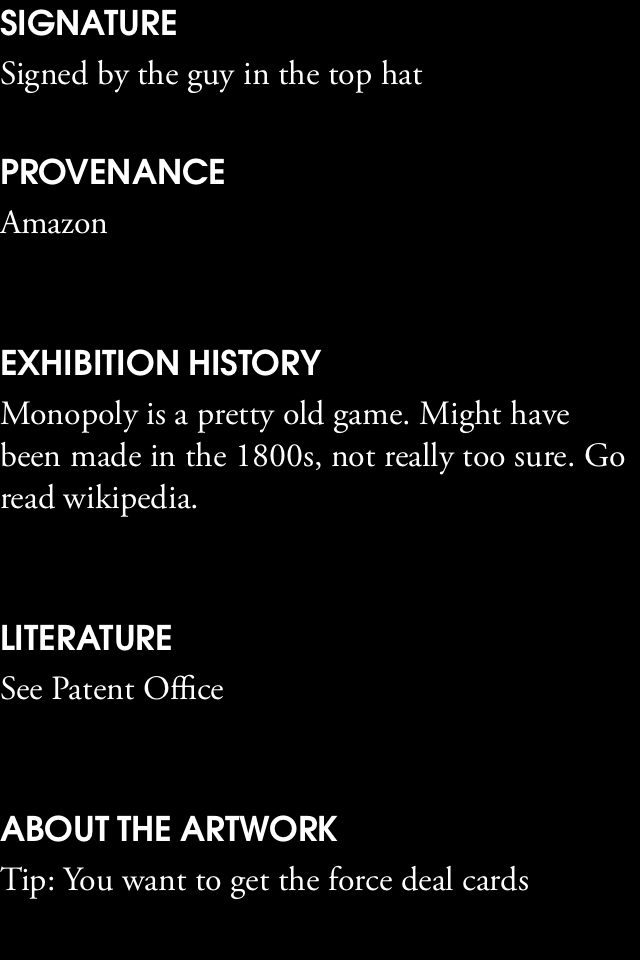 SIGNATURE
Signed by the guy in the top hat
PROVENANCE
Amazon
EXHIBITION HISTORY
Monopoly is a pretty old game. Might have
been made in the 1800s, not really too sure. Go
read wikipedia.
LITERATURE
See Patent Office
ABOUT THE ARTWORK
Tip: You want to get the force deal cards